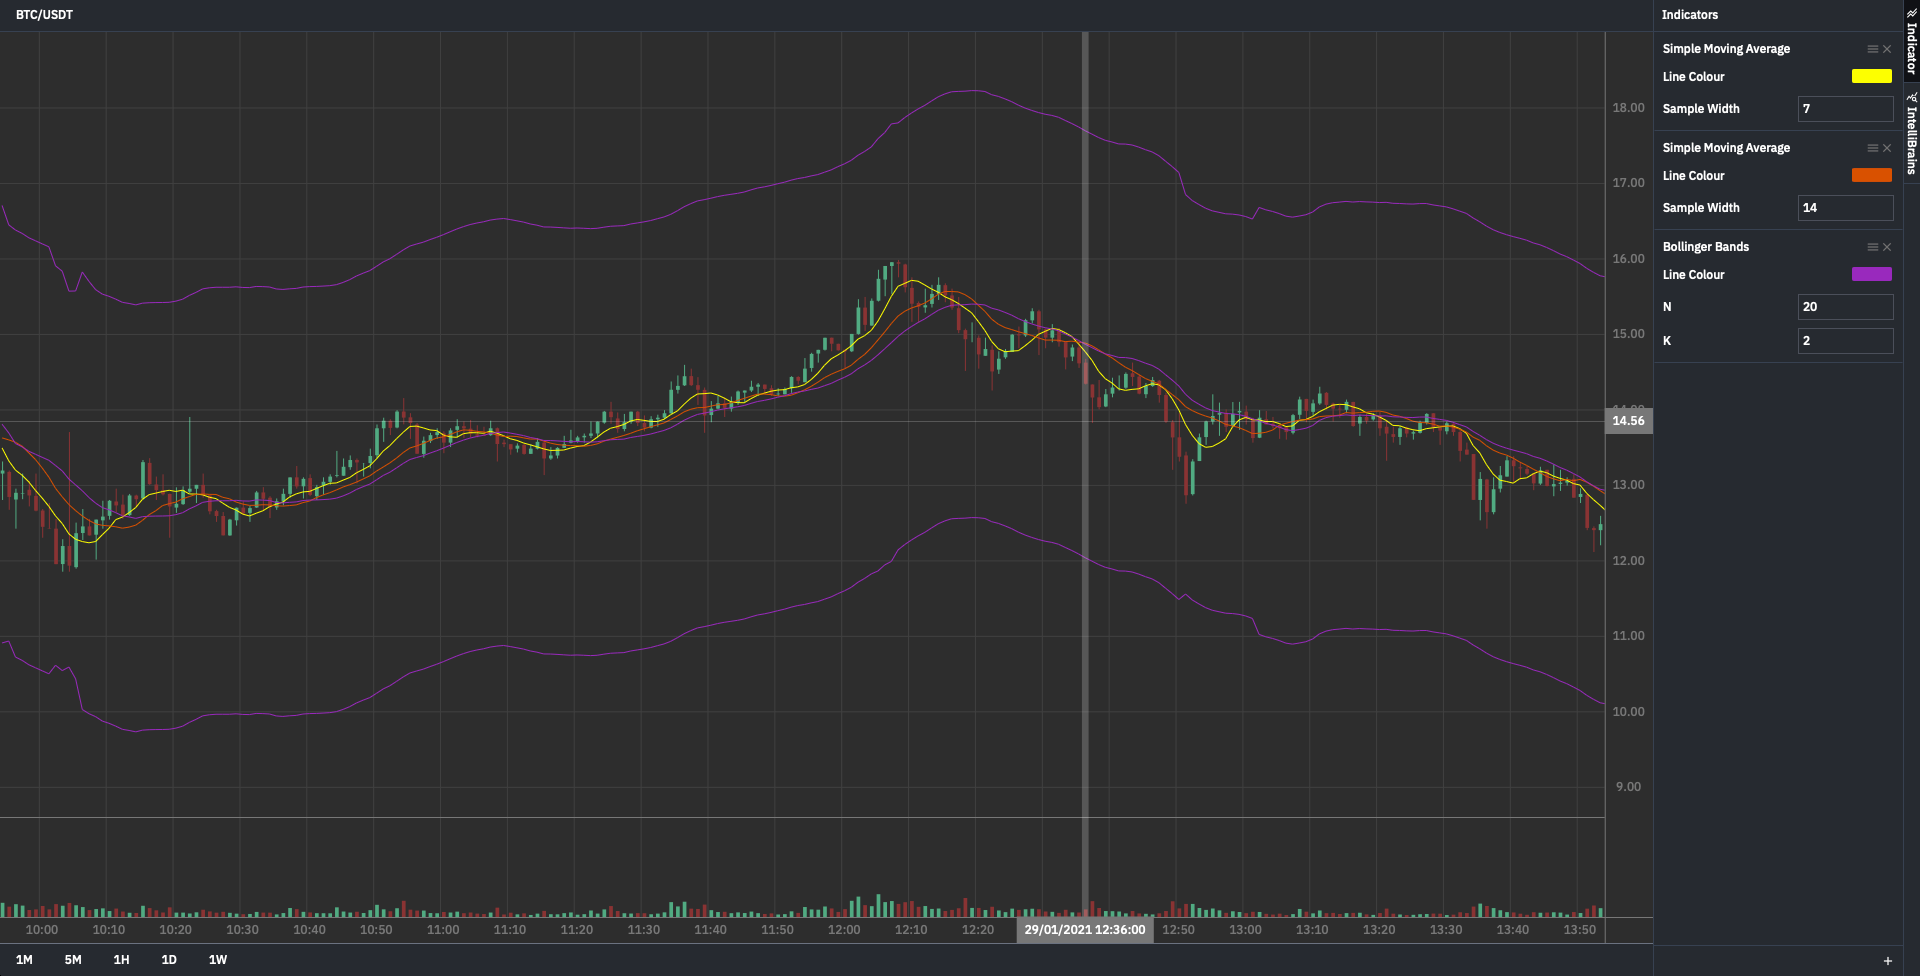 BTC/USDT
Indicators
Simple Moving Average
Line Colour
Sample Width
7
Simple Moving Average
Line Colour
Sample Width
14
Bollinger Bands
Line Colour
N
20
K
2
Indicator
IntelliBrains
18.00
17.00
16.00
15.00
14.56
13.00
12.00
11.00
10.00
9.00
10:00 10:10 10:20 10:30 10:40 10:50 11:00 11:10 11:20 11:30 11:40 11:50 12:00 12:10 12:20 29/01/2021 12:36:00 12:50 13:00 13:10 13:20 13:30 13:40 13:50
1M 5M 1H 1D 1W
+